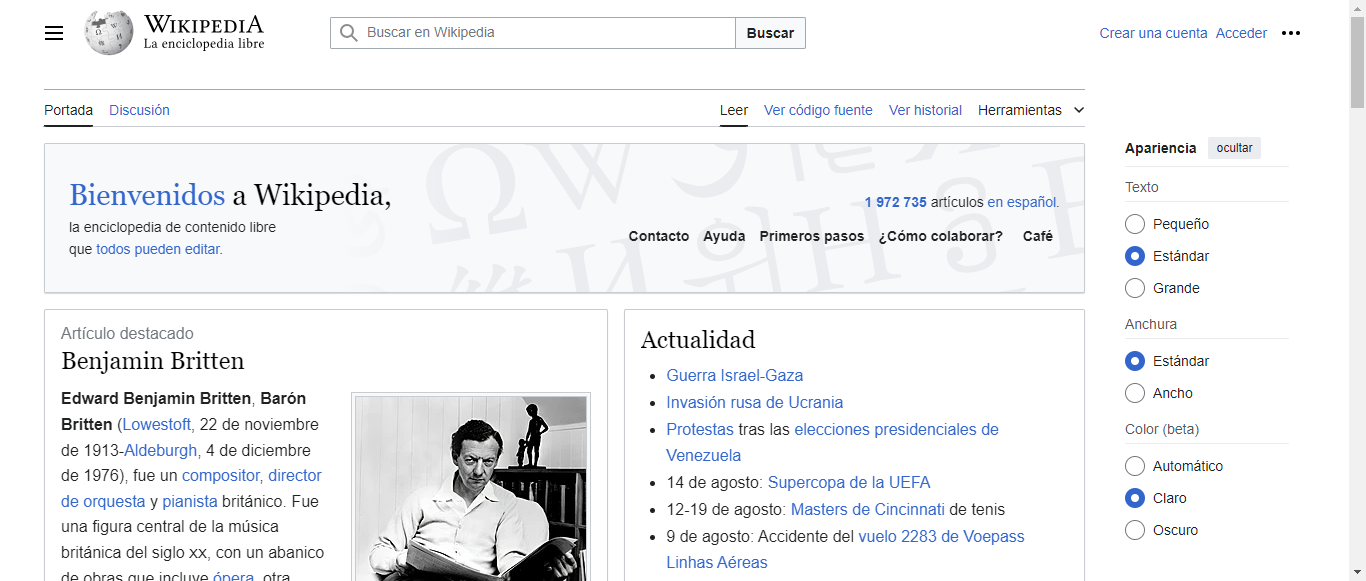 WIKIPEDIA
La enciclopedia libre
Buscar en Wikipedia
Buscar
Crear una cuenta Acceder
Portada Discusión
Leer Ver código fuente Ver historial Herramientas
Bienvenidos a Wikipedia,
la enciclopedia de contenido libre
que todos pueden editar.
1 972 735 artículos en español.
Contacto Ayuda Primeros pasos ¿Cómo colaborar? Café
Artículo destacado
Benjamin Britten
Edward Benjamin Britten, Barón
Britten (Lowestoft, 22 de noviembre
de 1913-Aldeburgh, 4 de diciembre
de 1976), fue un compositor, director
de orquesta y pianista británico. Fue
una figura central de la música
británica del siglo xx, con un abanico
de obras que incluye ópera, otra
Actualidad
Guerra Israel-Gaza
Invasión rusa de Ucrania
Protestas tras las elecciones presidenciales de
Venezuela
14 de agosto: Supercopa de la UEFA
12-19 de agosto: Masters de Cincinnati de tenis
9 de agosto: Accidente del vuelo 2283 de Voepass
Linhas Aéreas
Apariencia ocultar
Texto
Pequeño
Estándar
Grande
Anchura
Estándar
Ancho
Color (beta)
Automático
Claro
Oscuro